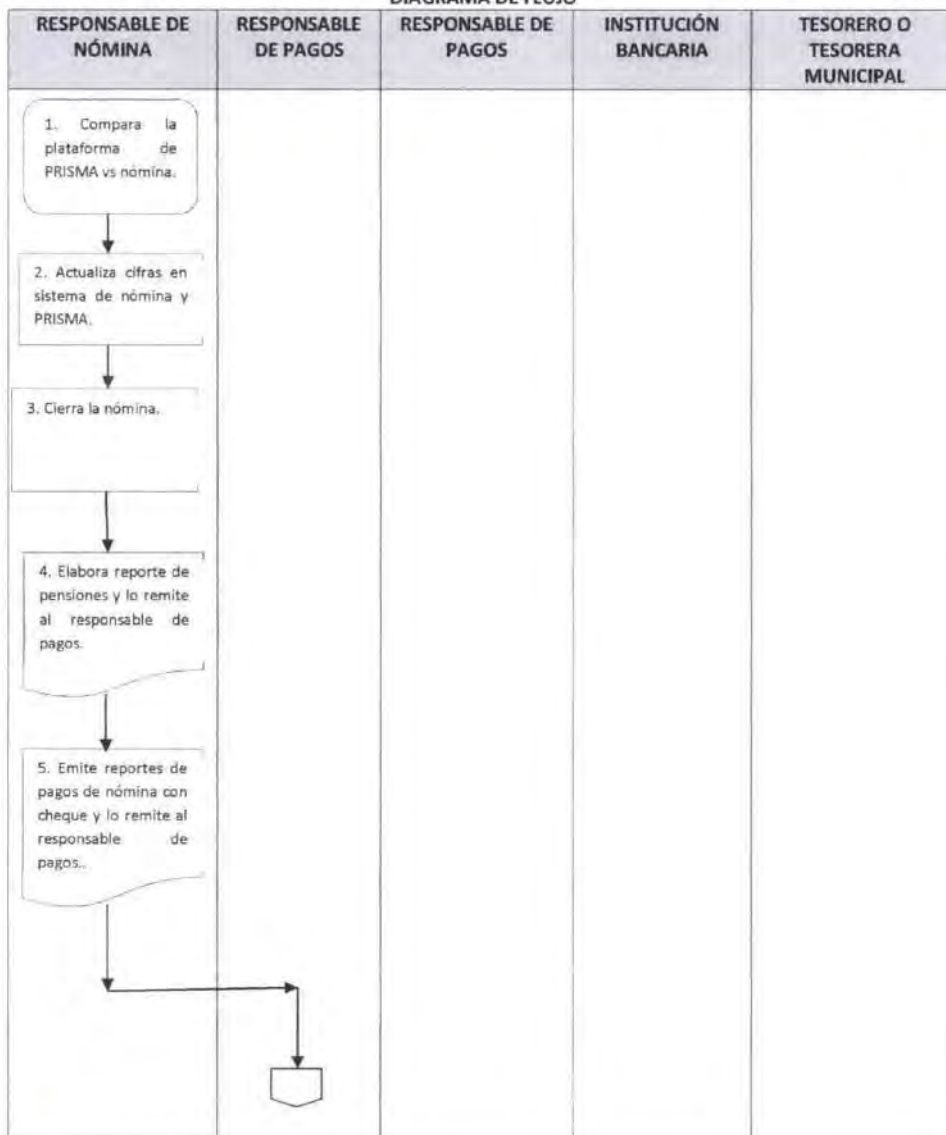 DIAGRAMA DE FLUJO
RESPONSABLE DE
NÓMINA
RESPONSABLE
DE PAGOS
RESPONSABLE DE
PAGOS
INSTITUCIÓN
BANCARIA
TESORERO O
TESORERA
MUNICIPAL
1. Compara la
plataforma de
PRISMA vs nómina.
2. Actualiza cifras en
sistema de nómina y
PRISMA.
3. Cierra la nómina.
4. Elabora reporte de
pensiones y lo remite
al responsable de
pagos.
5. Emite reportes de
pagos de nómina con
cheque y lo remite al
responsable de
pagos..